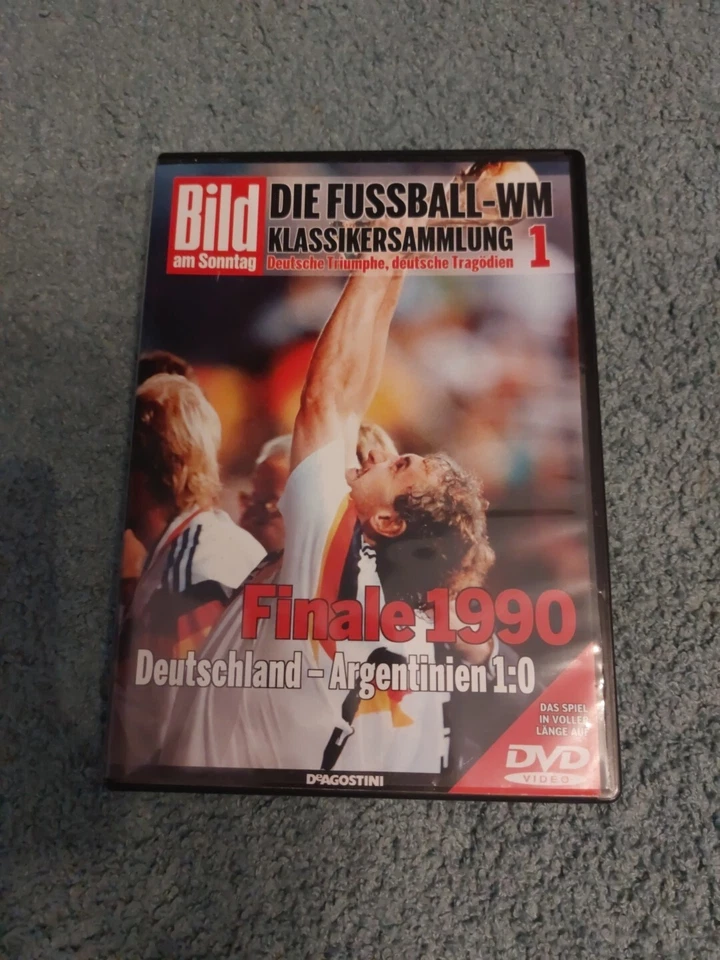 Bild
am Sonntag
DIE FUSSBALL-WM
KLASSIKERSAMMLUNG 1
Deutsche Triumphe, deutsche Tragödien
Finale 1990
Deutschland – Argentinien 1:0
DAS SPIEL
IN VOLLER
LÄNGE AUF
DVD
VIDEO
DeAGOSTINI